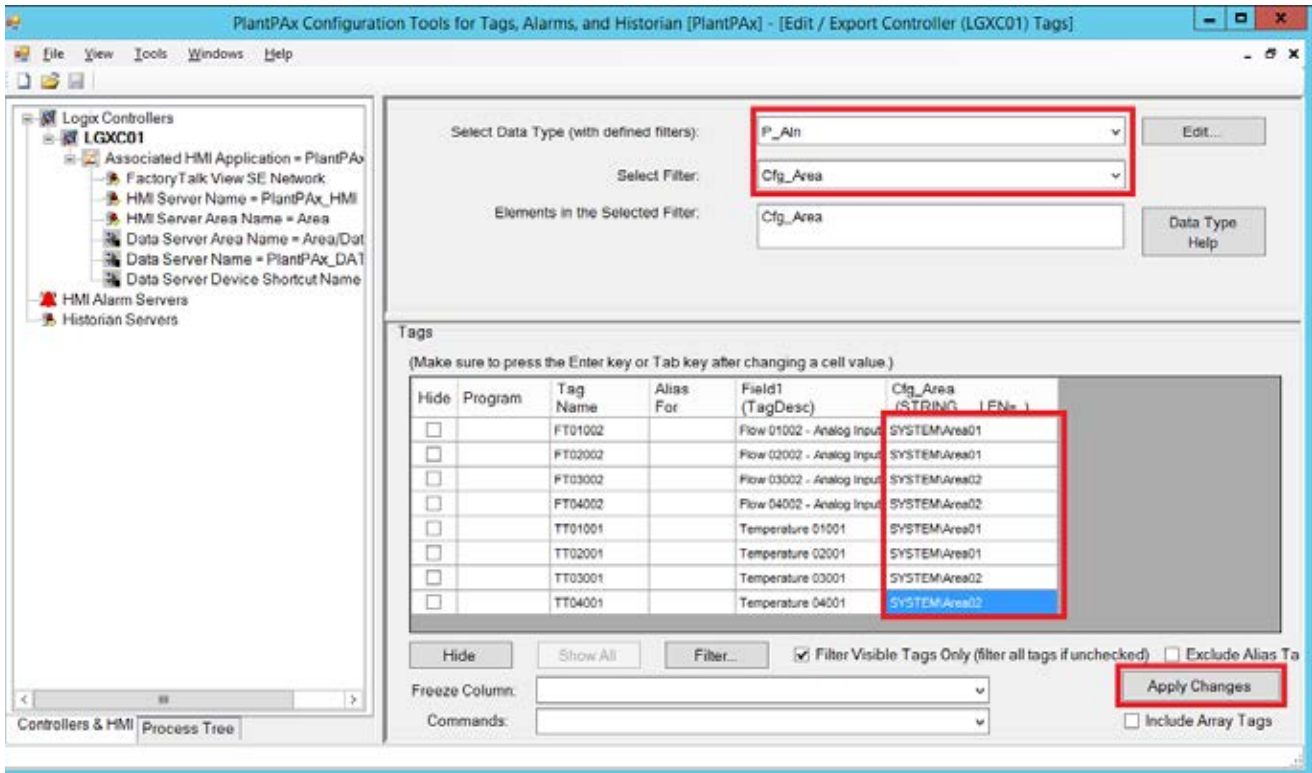 PlantPAx Configuration Tools for Tags, Alarms, and Historian [PlantPAx] - [Edit / Export Controller (LGXC01) Tags]
File View Tools Windows Help
Logix Controllers
LGXC01
Associated HMI Application = PlantPAx
FactoryTalk View SE Network
HMI Server Name = PlantPAx_HMI
HMI Server Area Name = Area
Data Server Area Name = Area/Dat
Data Server Name = PlantPAx_DAT
Data Server Device Shortcut Name
HMI Alarm Servers
Historian Servers
Controllers & HMI Process Tree
Select Data Type (with defined filters): P_AIn Edit...
Select Filter: Cfg_Area
Elements in the Selected Filter: Cfg_Area
Data Type
Help
Tags
(Make sure to press the Enter key or Tab key after changing a cell value.)
Hide Program Tag Name Alias For Field1 (TagDesc) Cfg_Area (STRING LEN= )
FT01002 Flow 01002 - Analog Input SYSTEM\Area01
FT02002 Flow 02002 - Analog Input SYSTEM\Area01
FT03002 Flow 03002 - Analog Input SYSTEM\Area02
FT04002 Flow 04002 - Analog Input SYSTEM\Area02
TT01001 Temperature 01001 SYSTEM\Area01
TT02001 Temperature 02001 SYSTEM\Area01
TT03001 Temperature 03001 SYSTEM\Area02
TT04001 Temperature 04001 SYSTEM\Area02
Hide Show All Filter... Filter Visible Tags Only (filter all tags if unchecked) Exclude Alias Ta
Freeze Column: Apply Changes
Commands: Include Array Tags